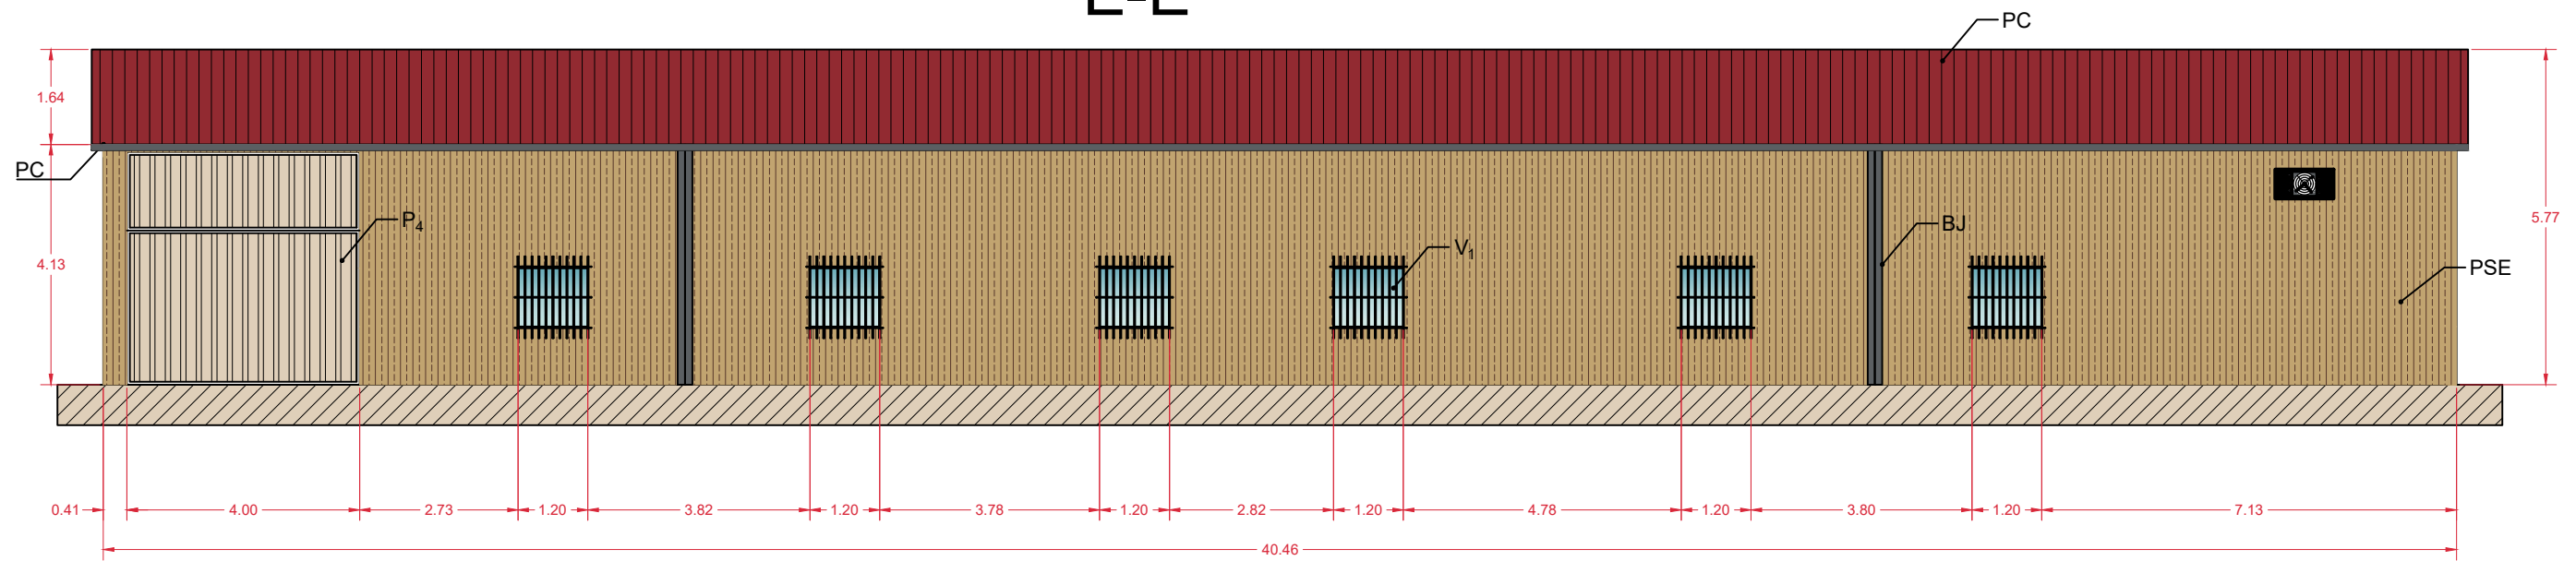 E-E
PC
1.64
PC
4.13
P₄
V₁
BJ
PSE
5.77
0.41 4.00 2.73 1.20 3.82 1.20 3.78 1.20 2.82 1.20 4.78 1.20 3.80 1.20 7.13
40.46